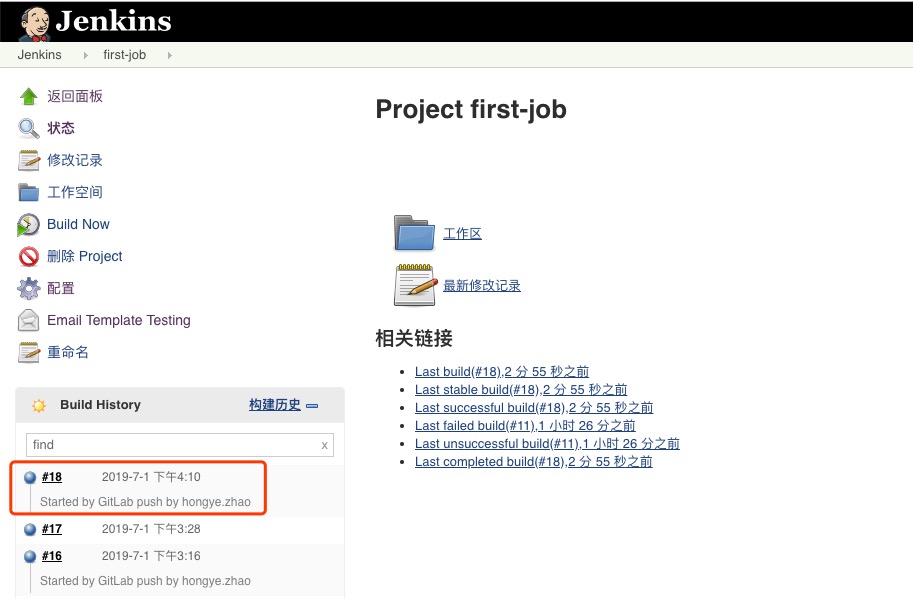 Jenkins
Jenkins first-job
返回面板
状态
修改记录
工作空间
Build Now
删除 Project
配置
Email Template Testing
重命名
Build History 构建历史
find x
#18 2019-7-1 下午4:10
Started by GitLab push by hongye.zhao
#17 2019-7-1 下午3:28
#16 2019-7-1 下午3:16
Started by GitLab push by hongye.zhao
Project first-job
工作区
最新修改记录
相关链接
Last build(#18),2 分 55 秒之前
Last stable build(#18),2 分 55 秒之前
Last successful build(#18),2 分 55 秒之前
Last failed build(#11),1 小时 26 分之前
Last unsuccessful build(#11),1 小时 26 分之前
Last completed build(#18),2 分 55 秒之前